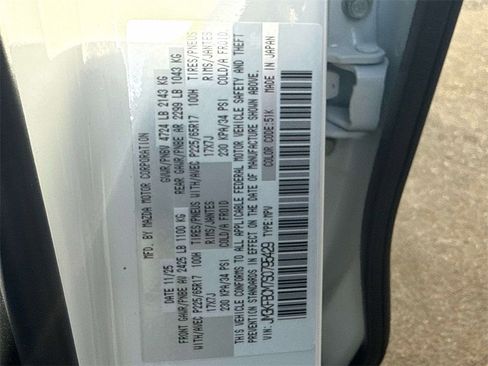 MFD. BY MAZDA MOTOR CORPORATION
11/25 GVWR/PNBV 4724 LB 2143 KG
FRONT GAWR/PNBE AV 2425 LB 1100 KG REAR GAWR/PNBE AR 2299 LB 1043 KG
WITH/AVEC P225/65R17 100H TIRES/PNEUS WITH/AVEC P225/65R17 100H TIRES/PNEUS
17X7J RIMS/JANTES 17X7J RIMS/JANTES
230 KPA/34 PSI COLD/A FROID 230 KPA/34 PSI COLD/A FROID
THIS VEHICLE CONFORMS TO ALL APPLICABLE FEDERAL MOTOR VEHICLE SAFETY AND THEFT
PREVENTION STANDARDS IN EFFECT ON THE DATE OF MANUFACTURE SHOWN ABOVE.
VIN: TYPE:MPV COLOR CODE:51K MADE IN JAPAN